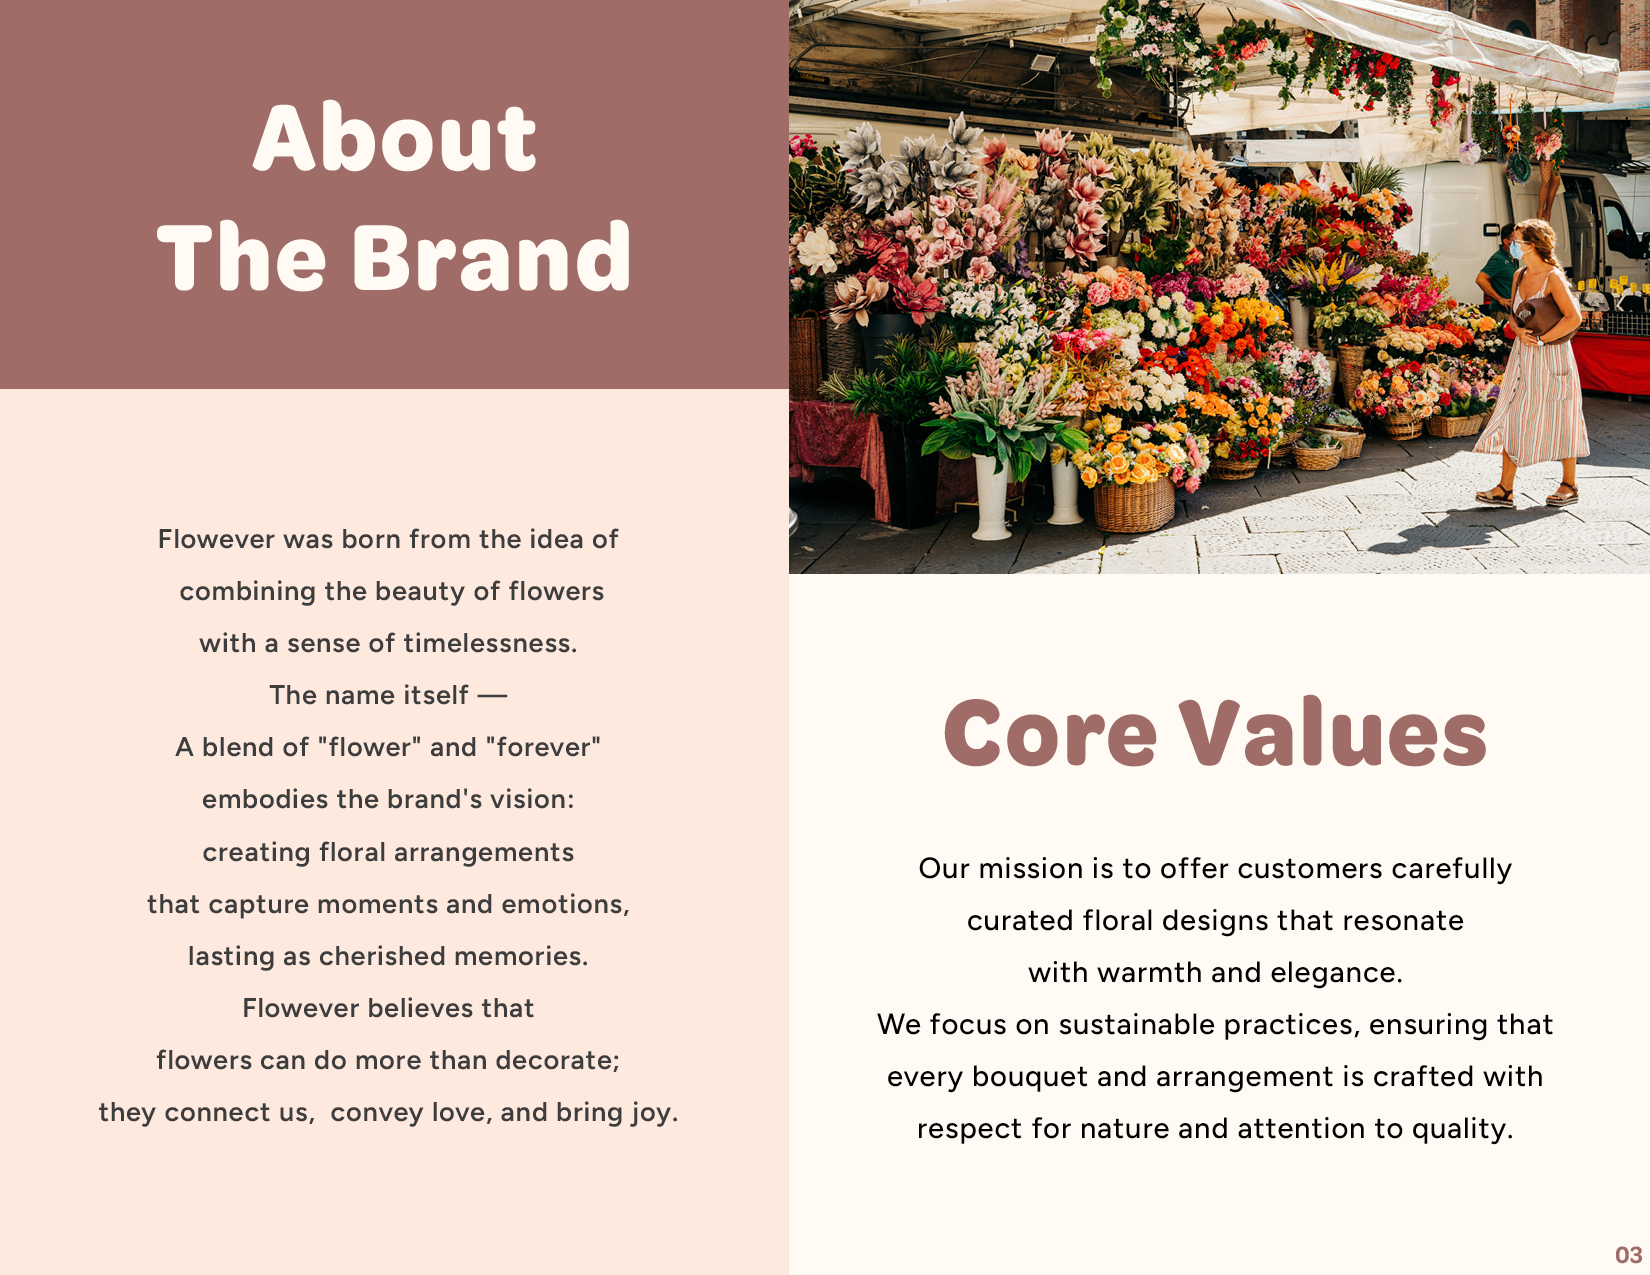 About
The Brand
Flowever was born from the idea of
combining the beauty of flowers
with a sense of timelessness.
The name itself —
A blend of "flower" and "forever"
embodies the brand's vision:
creating floral arrangements
that capture moments and emotions,
lasting as cherished memories.
Flowever believes that
flowers can do more than decorate;
they connect us,  convey love, and bring joy.
Core Values
Our mission is to offer customers carefully
curated floral designs that resonate
with warmth and elegance.
We focus on sustainable practices, ensuring that
every bouquet and arrangement is crafted with
respect for nature and attention to quality.
03